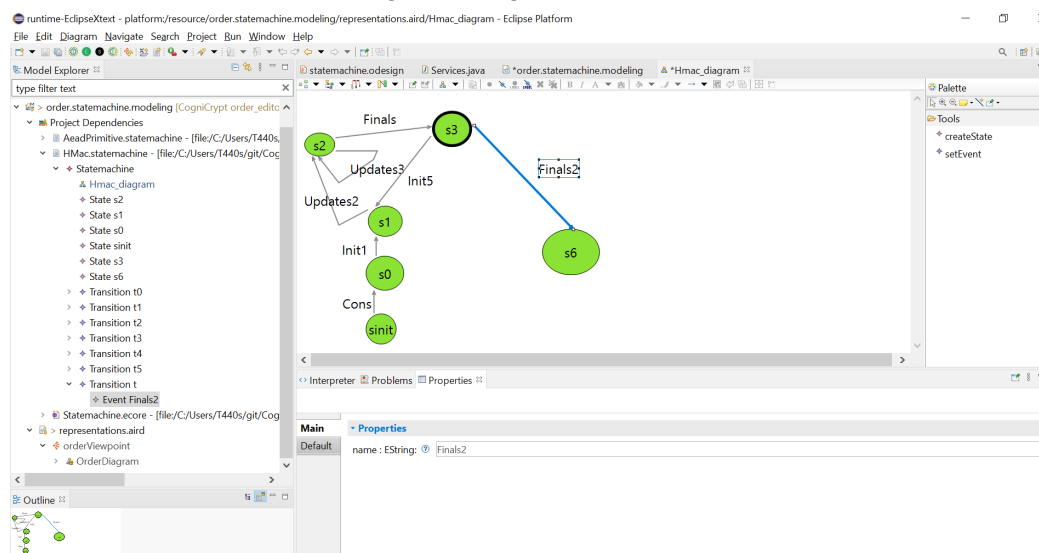 runtime-EclipseXtext - platform:/resource/order.statemachine.modeling/representations.aird/Hmac_diagram - Eclipse Platform
File Edit Diagram Navigate Search Project Run Window Help
Model Explorer
statemachine.odesign Services.java *order.statemachine.modeling *Hmac_diagram
type filter text
Palette
> order.statemachine.modeling [CogniCrypt order_edito
Project Dependencies
Tools
AeadPrimitive.statemachine - [file:/C:/Users/T440s,
createState
HMac.statemachine - [file:/C:/Users/T440s/git/Cog
setEvent
Statemachine
Hmac_diagram
State s2
State s1
State s0
State sinit
State s3
State s6
Transition t0
Transition t1
Transition t2
Transition t3
Transition t4
Transition t5
Transition t
Event Finals2
Statemachine.ecore - [file:/C:/Users/T440s/git/Cog
> representations.aird
orderViewpoint
OrderDiagram
Finals
s3
s2
Updates3
Finals2
Init5
Updates2
s1
Init1
s6
s0
Cons
sinit
Interpreter Problems Properties
Main
Properties
Default
name : EString: Finals2
Outline